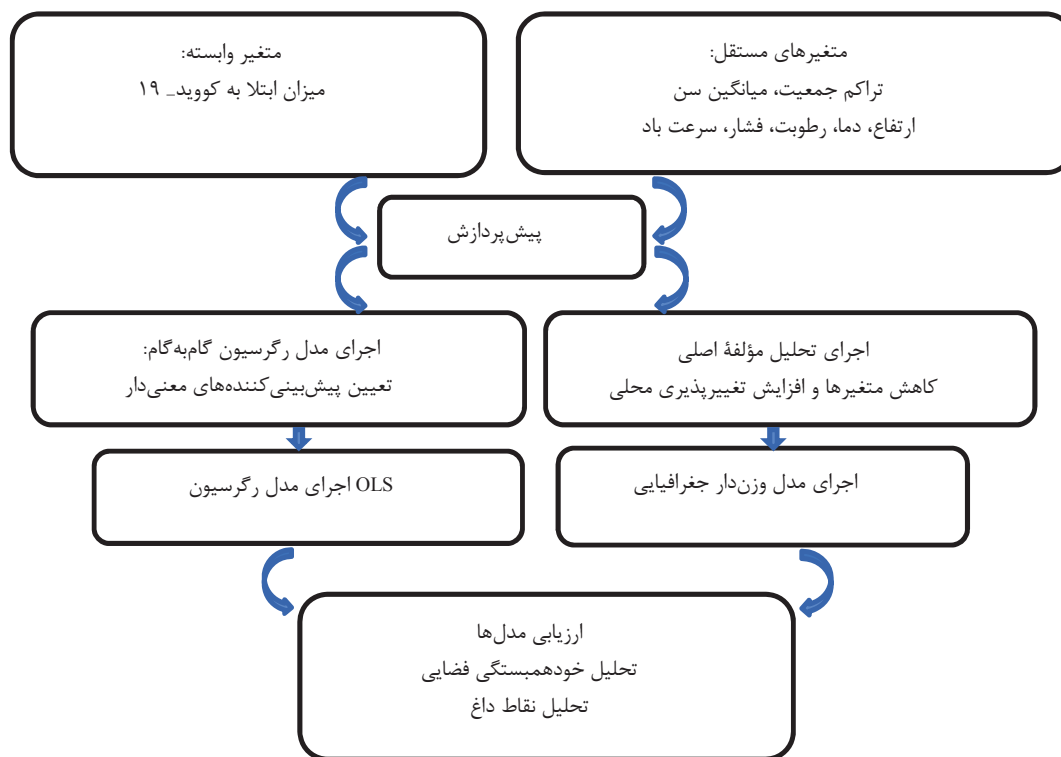 متغیرهای مستقل:
تراکم جمعیت، میانگین سن
ارتفاع، دما، رطوبت، فشار، سرعت باد
متغیر وابسته:
میزان ابتلا به کووید_ ۱۹
پیش‌پردازش
اجرای تحلیل مؤلفهٔ اصلی
کاهش متغیرها و افزایش تغییرپذیری محلی
اجرای مدل رگرسیون گام‌به‌گام:
تعیین پیش‌بینی‌کننده‌های معنی‌دار
اجرای مدل وزن‌دار جغرافیایی
OLS اجرای مدل رگرسیون
ارزیابی مدل‌ها
تحلیل خودهمبستگی فضایی
تحلیل نقاط داغ